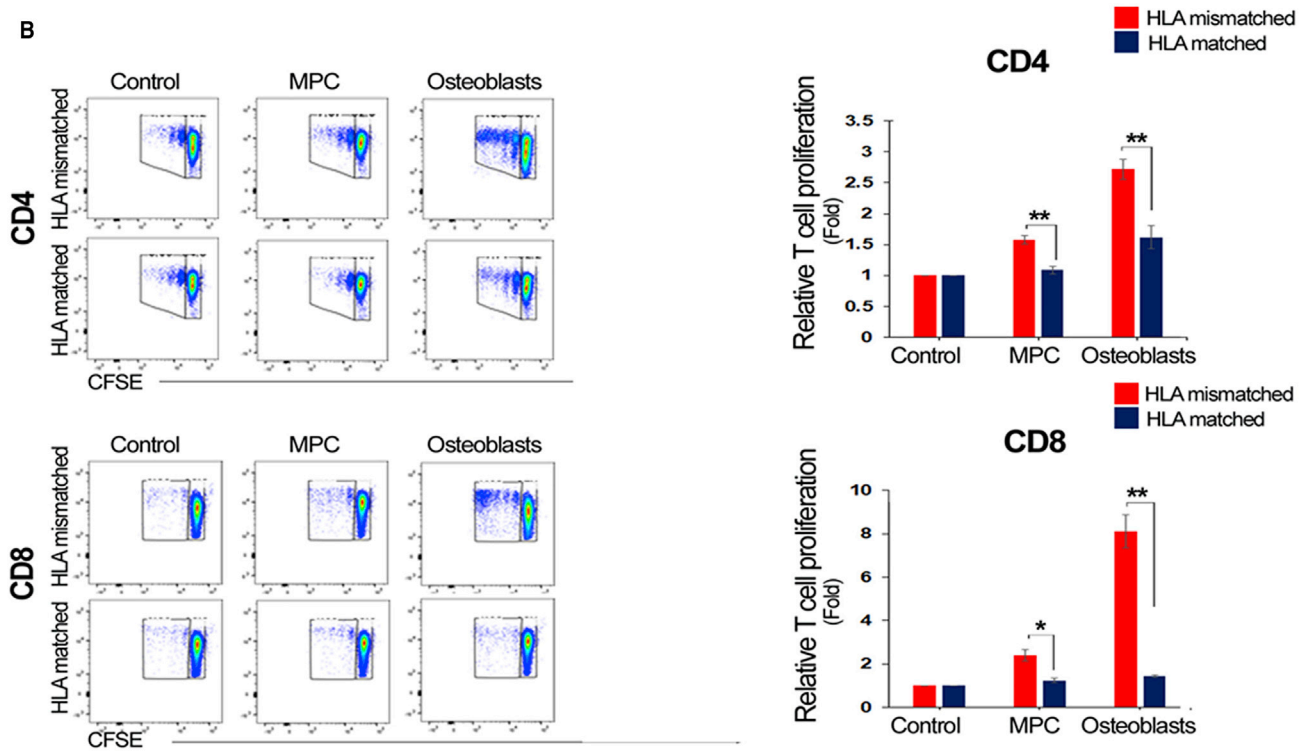 B
Control MPC Osteoblasts
CD4
HLA mismatched
HLA matched
CFSE
HLA mismatched
HLA matched
CD4
Relative T cell proliferation
(Fold)
3.5
3
2.5
2
1.5
1
0.5
0
**
**
Control MPC Osteoblasts
Control MPC Osteoblasts
CD8
HLA mismatched
HLA matched
CFSE
HLA mismatched
HLA matched
CD8
Relative T cell proliferation
(Fold)
10
8
6
4
2
0
*
**
Control MPC Osteoblasts